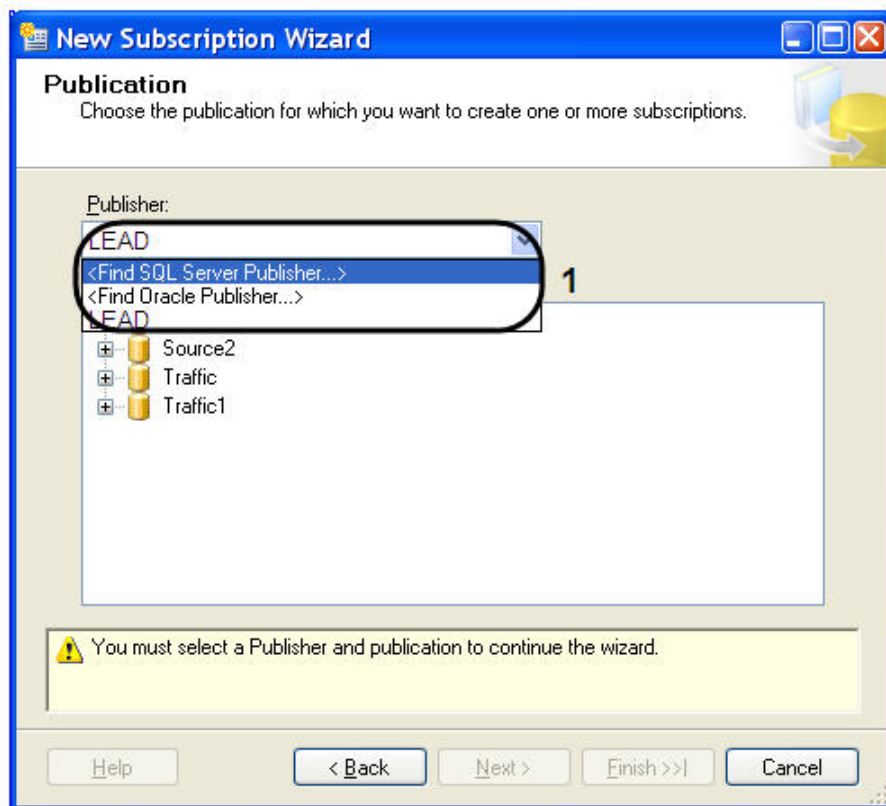 New Subscription Wizard
Publication
Choose the publication for which you want to create one or more subscriptions.
Publisher:
LEAD
<Find SQL Server Publisher...>
<Find Oracle Publisher...>
LEAD
1
Source2
Traffic
Traffic1
You must select a Publisher and publication to continue the wizard.
Help
< Back
Next >
Finish >>|
Cancel